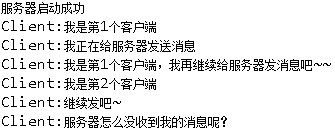 服务器启动成功
Client:我是第1个客户端
Client:我正在给服务器发送消息
Client:我是第1个客户端，我再继续给服务器发消息吧~~
Client:我是第2个客户端
Client:继续发吧~
Client:服务器怎么没收到我的消息呢?